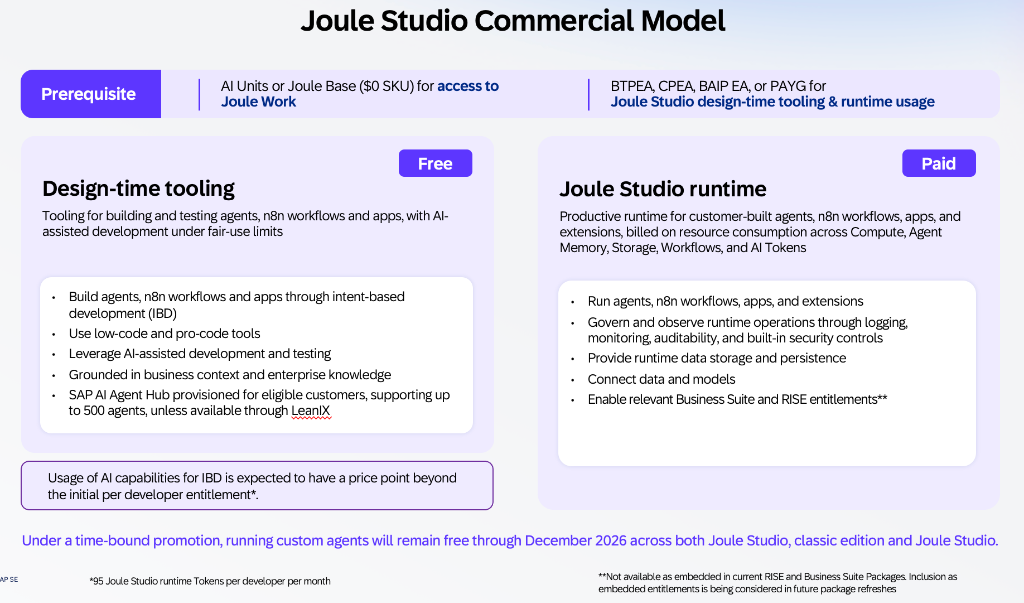 Joule Studio Commercial Model
Prerequisite
AI Units or Joule Base ($0 SKU) for access to
Joule Work
BTPEA, CPEA, BAIP EA, or PAYG for
Joule Studio design-time tooling & runtime usage
Free
Design-time tooling
Tooling for building and testing agents, n8n workflows and apps, with AI-
assisted development under fair-use limits
• Build agents, n8n workflows and apps through intent-based
development (IBD)
• Use low-code and pro-code tools
• Leverage AI-assisted development and testing
• Grounded in business context and enterprise knowledge
• SAP AI Agent Hub provisioned for eligible customers, supporting up
to 500 agents, unless available through LeanIX
Usage of AI capabilities for IBD is expected to have a price point beyond
the initial per developer entitlement*.
Paid
Joule Studio runtime
Productive runtime for customer-built agents, n8n workflows, apps, and
extensions, billed on resource consumption across Compute, Agent
Memory, Storage, Workflows, and AI Tokens
• Run agents, n8n workflows, apps, and extensions
• Govern and observe runtime operations through logging,
monitoring, auditability, and built-in security controls
• Provide runtime data storage and persistence
• Connect data and models
• Enable relevant Business Suite and RISE entitlements**
Under a time-bound promotion, running custom agents will remain free through December 2026 across both Joule Studio, classic edition and Joule Studio.
AP SE
*95 Joule Studio runtime Tokens per developer per month
**Not available as embedded in current RISE and Business Suite Packages. Inclusion as
embedded entitlements is being considered in future package refreshes